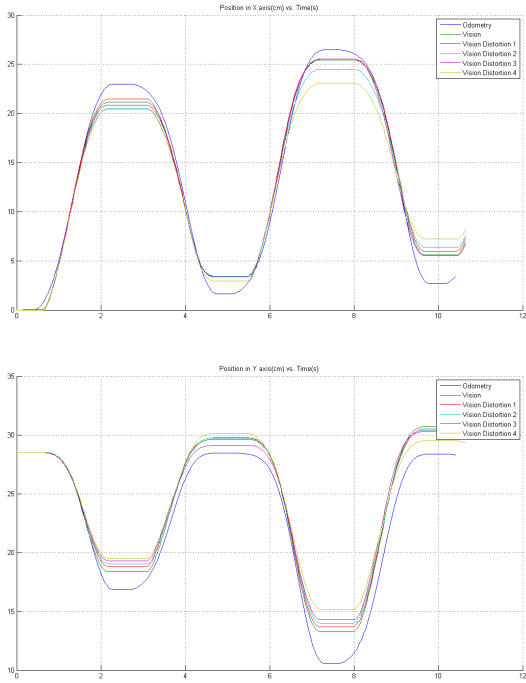 Position in X axis(cm) vs. Time(s)
30
25
20
15
10
5
0
0 2 4 6 8 10 12
Odometry
Vision
Vision Distortion 1
Vision Distortion 2
Vision Distortion 3
Vision Distortion 4
Position in Y axis(cm) vs. Time(s)
35
30
25
20
15
10
0 2 4 6 8 10 12
Odometry
Vision
Vision Distortion 1
Vision Distortion 2
Vision Distortion 3
Vision Distortion 4